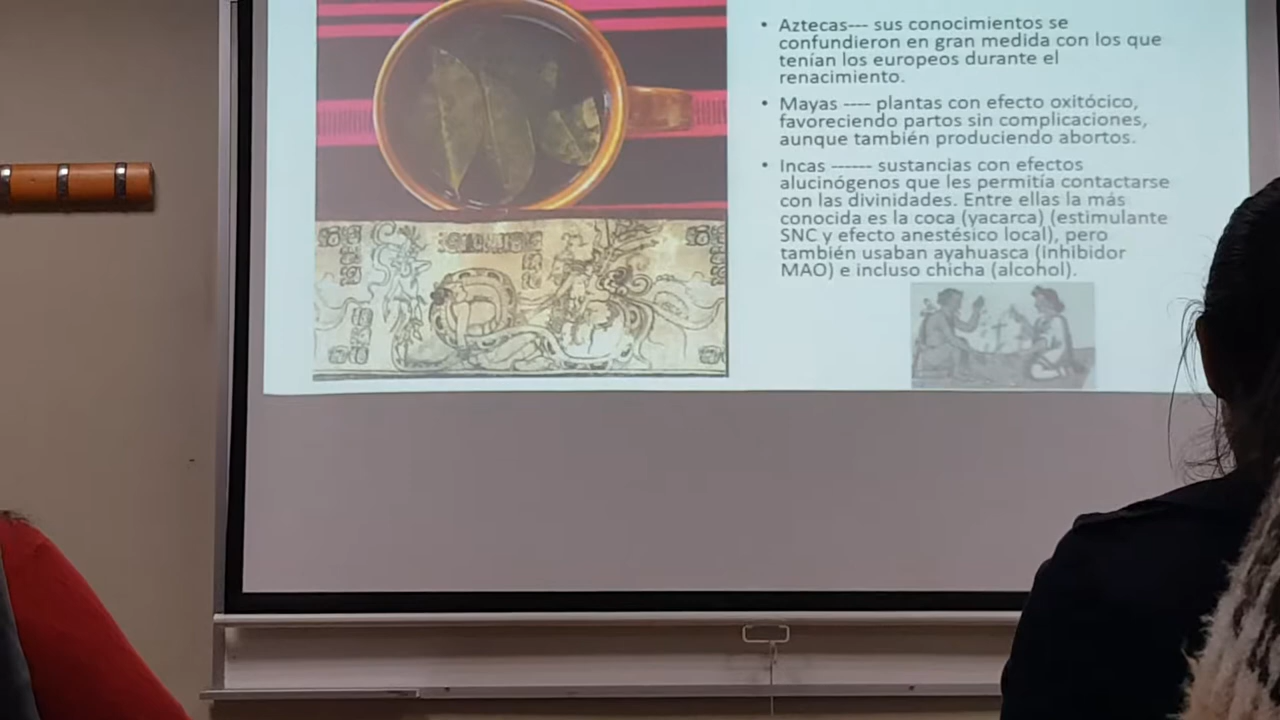 • Aztecas--- sus conocimientos se
confundieron en gran medida con los que
tenían los europeos durante el
renacimiento.
• Mayas ---- plantas con efecto oxitócico,
favoreciendo partos sin complicaciones,
aunque también produciendo abortos.
• Incas ------ sustancias con efectos
alucinógenos que les permitía contactarse
con las divinidades. Entre ellas la más
conocida es la coca (yacarca) (estimulante
SNC y efecto anestésico local), pero
también usaban ayahuasca (inhibidor
MAO) e incluso chicha (alcohol).